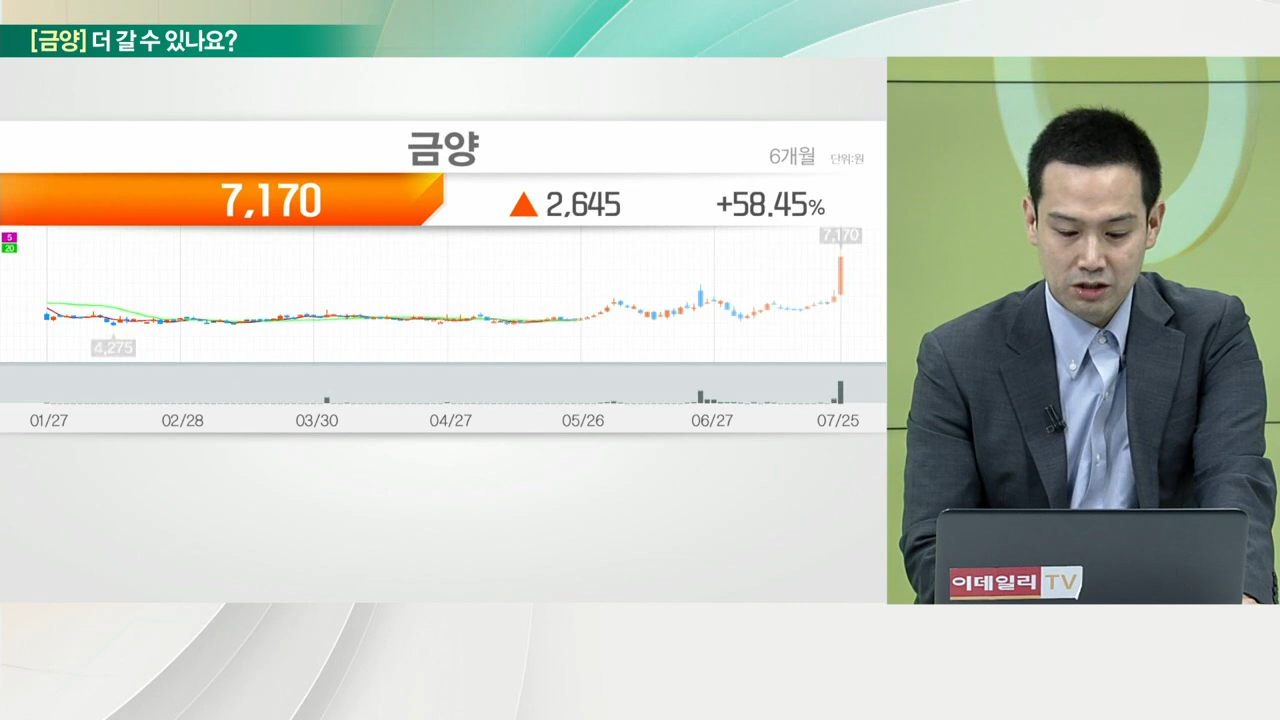 [금양] 더 갈 수 있나요?
금양
6개월 단위:원
7,170 ▲ 2,645 +58.45%
5
20
7,170
4,275
01/27 02/28 03/30 04/27 05/26 06/27 07/25
이데일리 TV